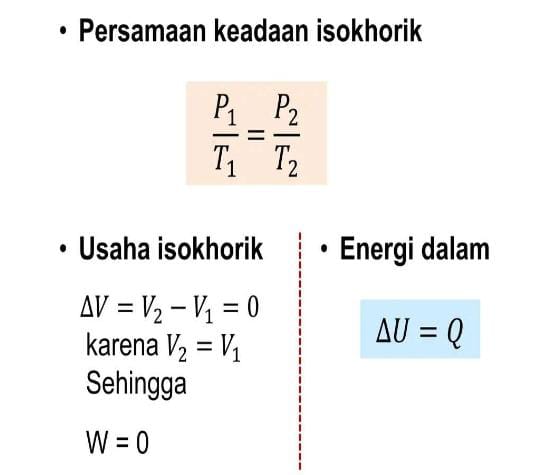 • Persamaan keadaan isokhorik
P₁/T₁ = P₂/T₂
• Usaha isokhorik
ΔV = V₂ − V₁ = 0
karena V₂ = V₁
Sehingga
W = 0
• Energi dalam
ΔU = Q